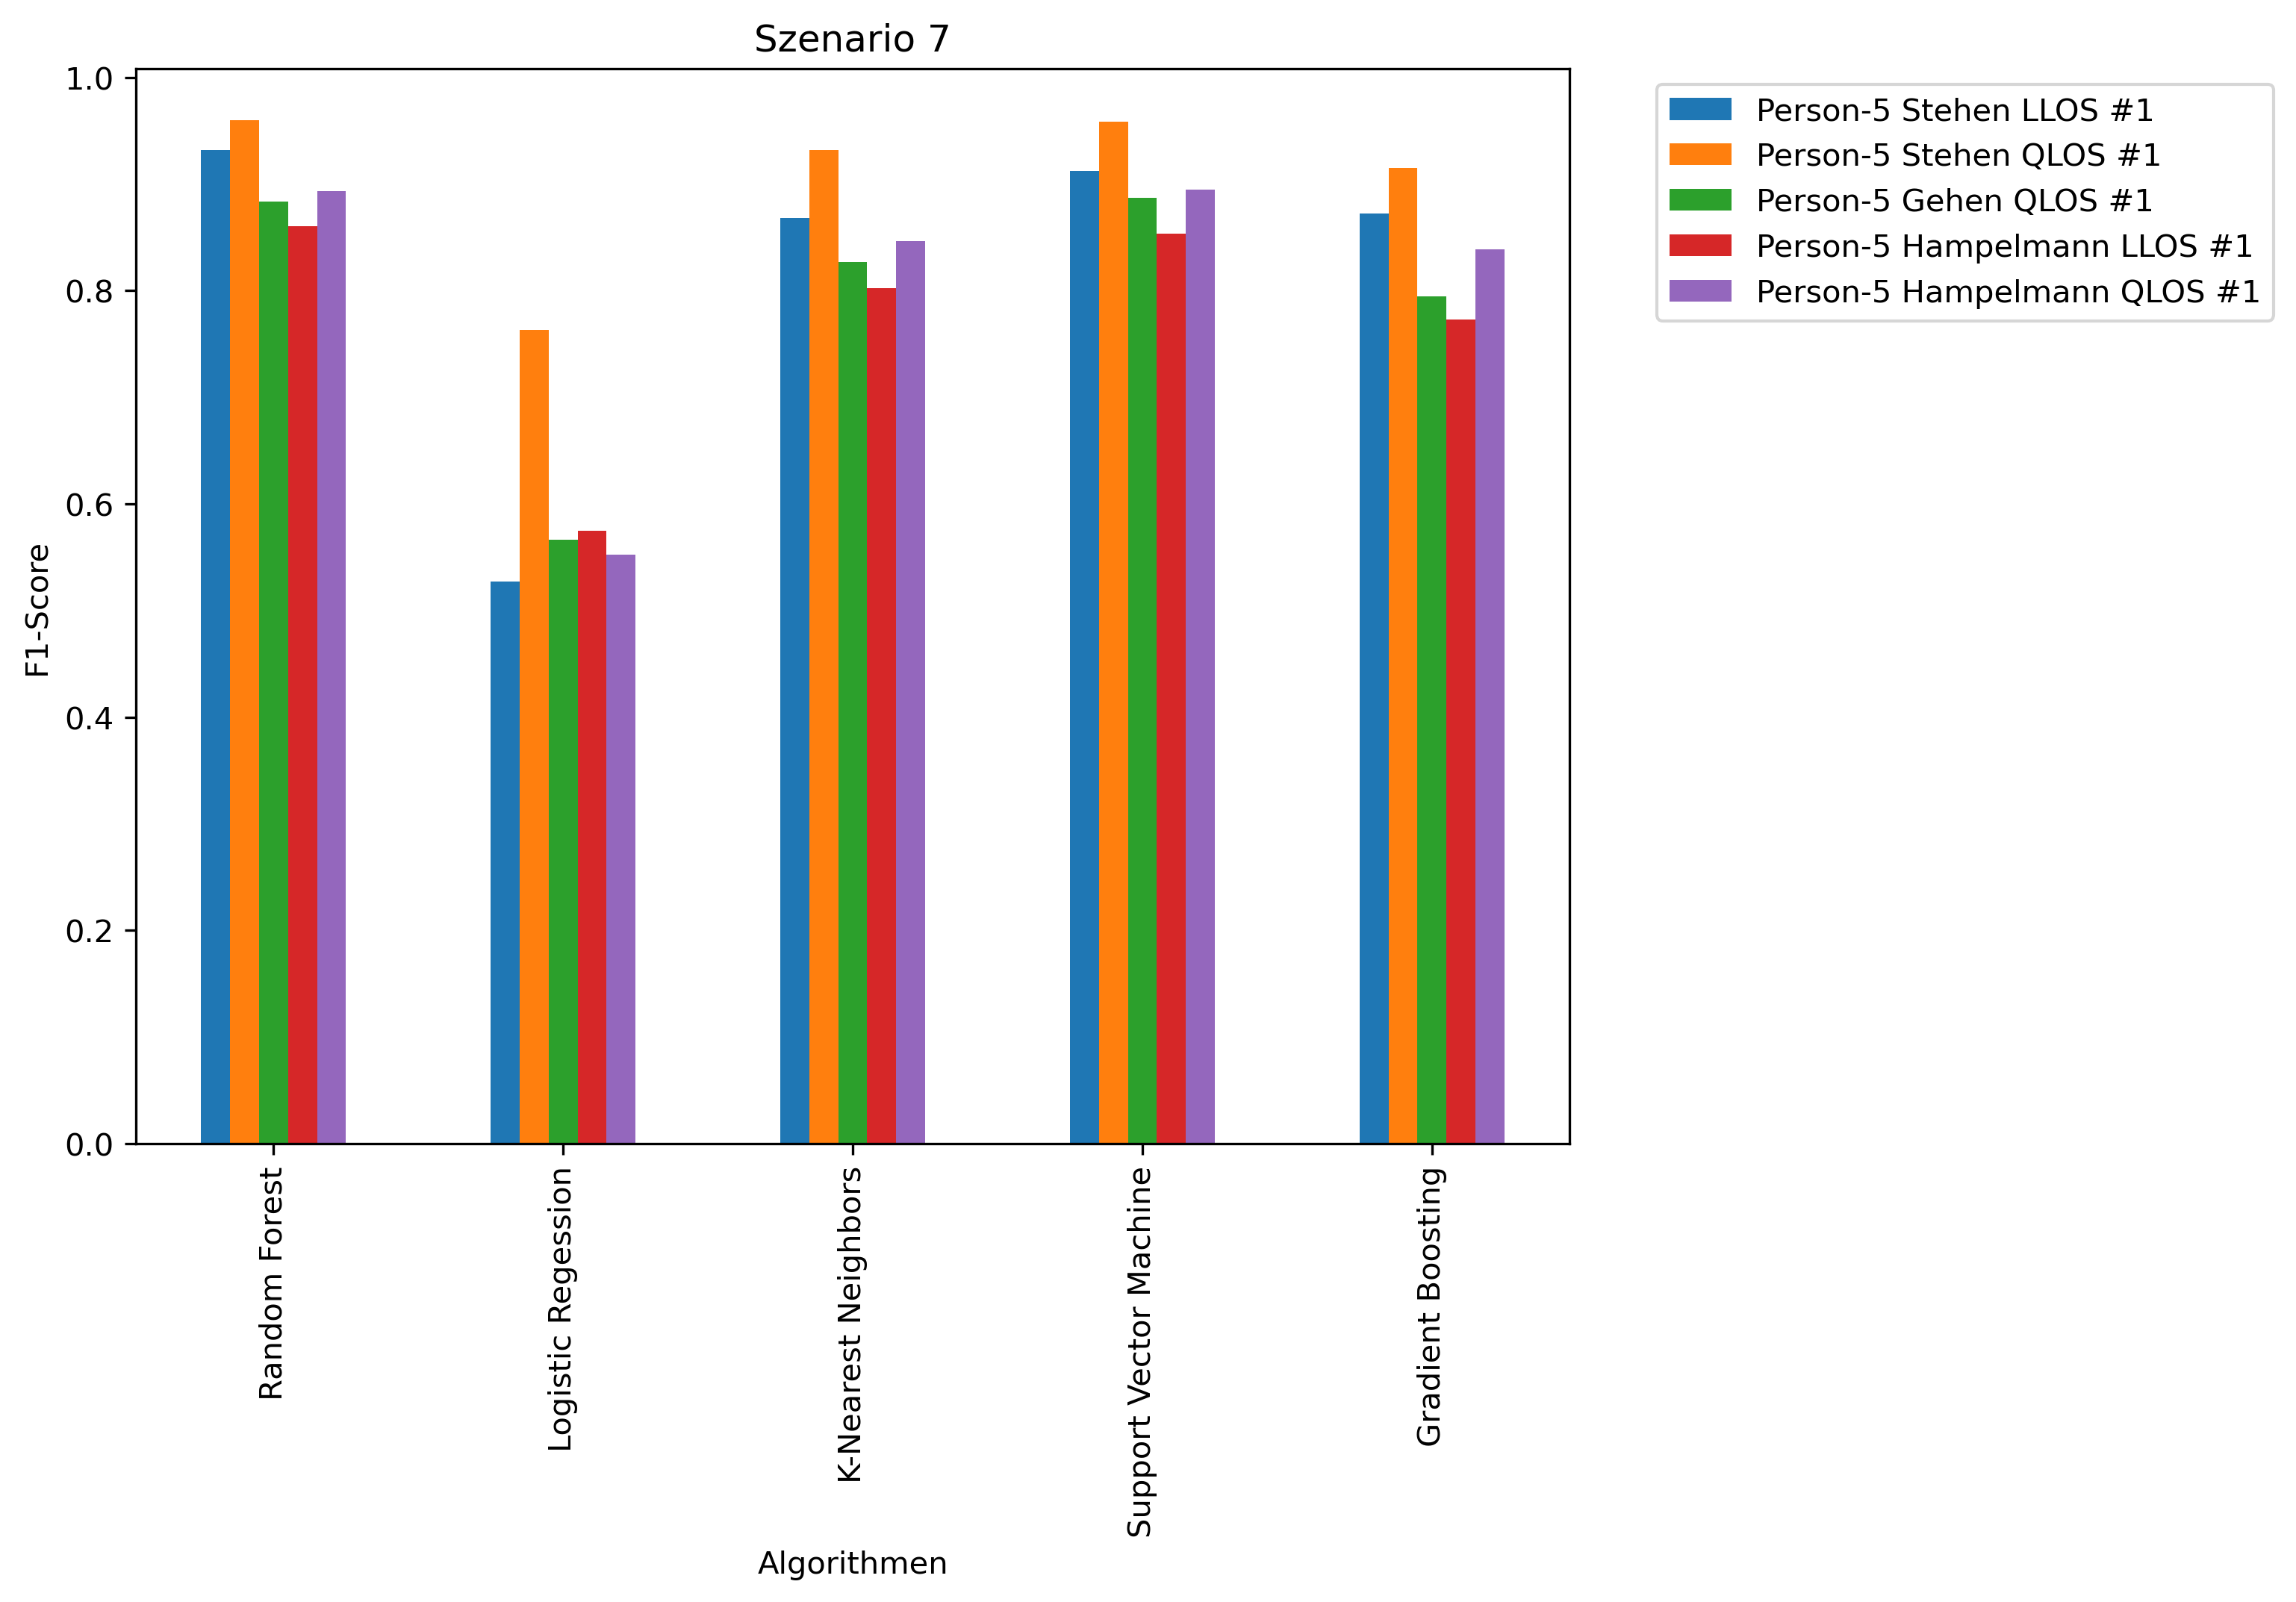 Szenario 7
1.0
0.8
0.6
0.4
0.2
0.0
F1-Score
Random Forest
Logistic Regession
K-Nearest Neighbors
Support Vector Machine
Gradient Boosting
Algorithmen
Person-5 Stehen LLOS #1
Person-5 Stehen QLOS #1
Person-5 Gehen QLOS #1
Person-5 Hampelmann LLOS #1
Person-5 Hampelmann QLOS #1